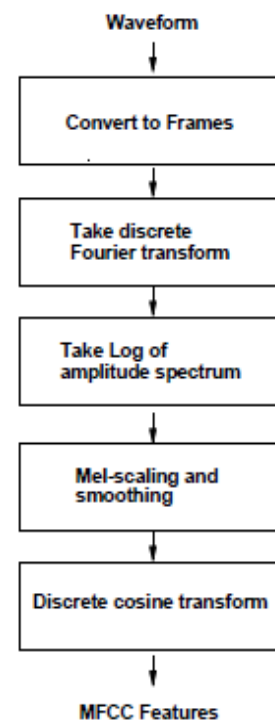 Waveform
Convert to Frames
Take discrete
Fourier transform
Take Log of
amplitude spectrum
Mel-scaling and
smoothing
Discrete cosine transform
MFCC Features